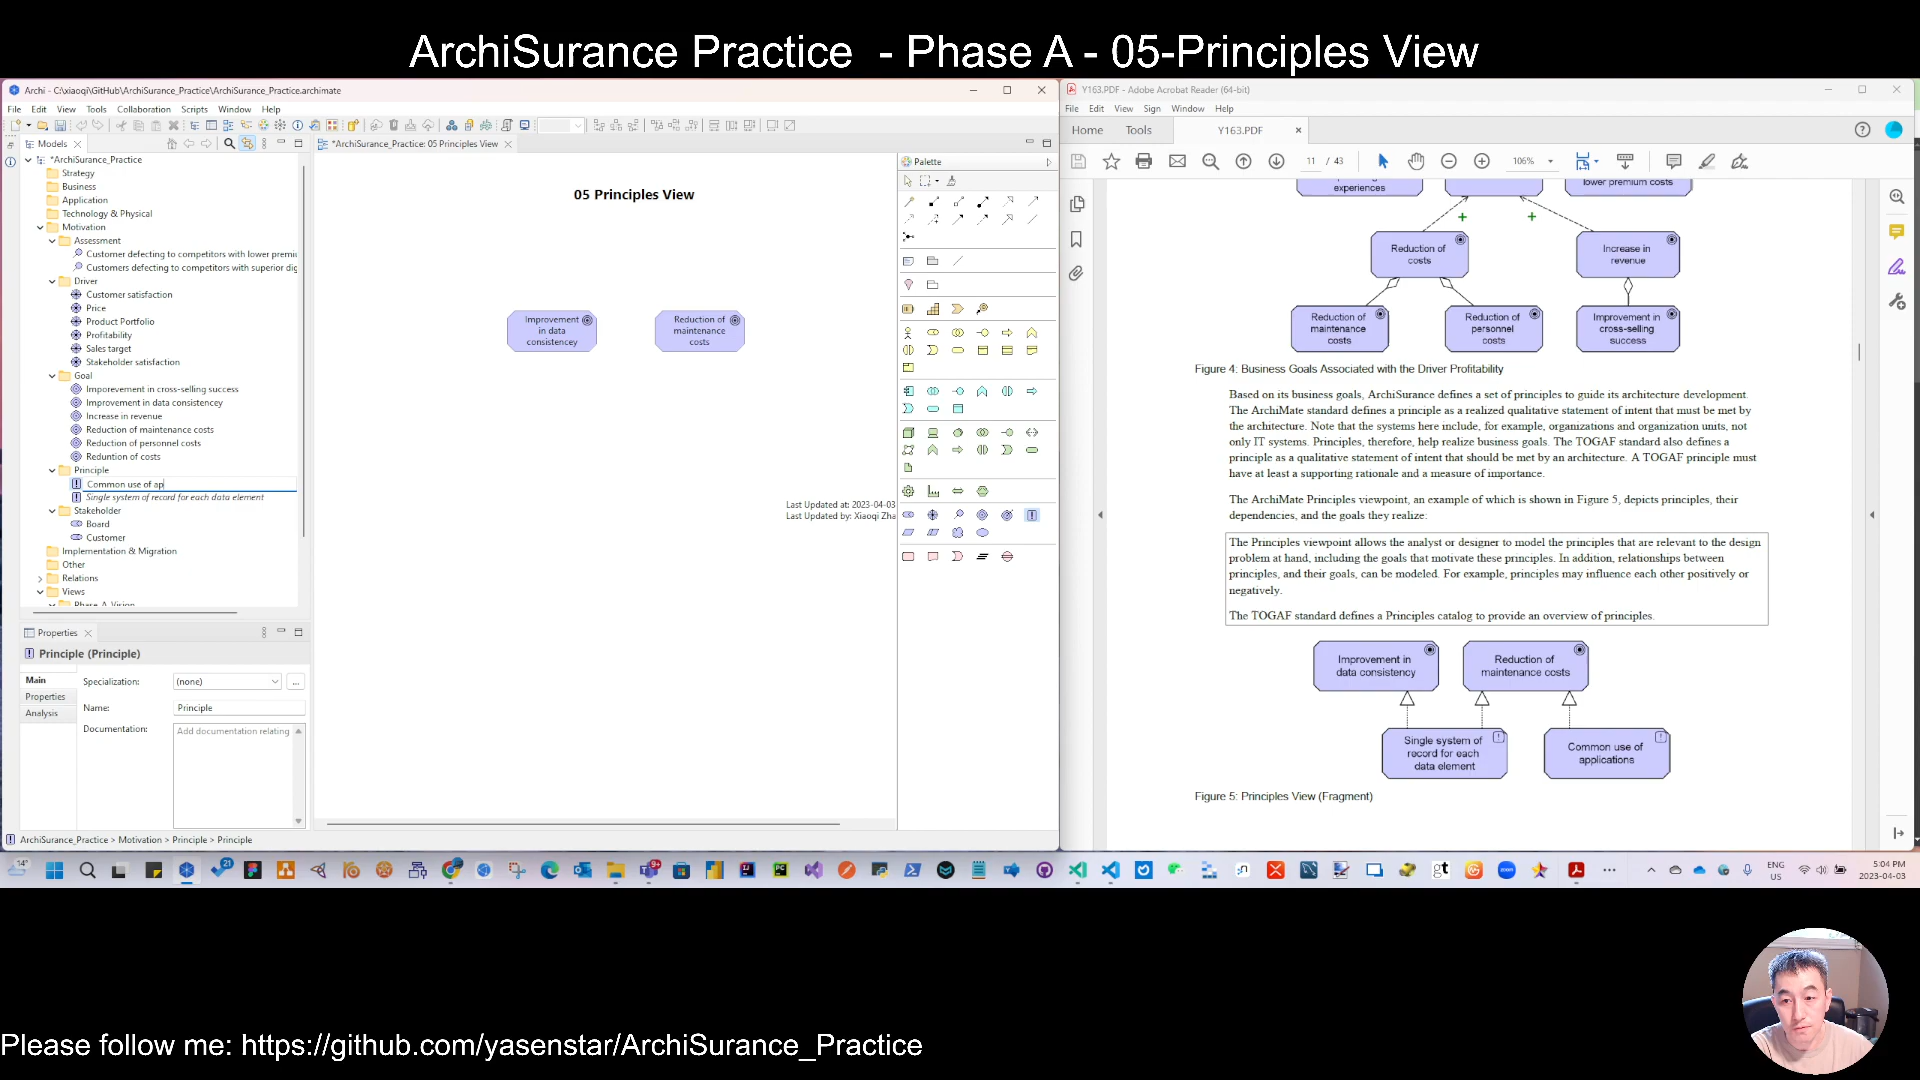 ArchiSurance Practice - Phase A - 05-Principles View
Archi - C:\xiaoqi\GitHub\ArchiSurance_Practice\ArchiSurance_Practice.archimate
File Edit View Tools Collaboration Scripts Window Help
Models
*ArchiSurance_Practice
Strategy
Business
Application
Technology & Physical
Motivation
Assessment
Customer defecting to competitors with lower premi
Customers defecting to competitors with superior dig
Driver
Customer satisfaction
Price
Product Portfolio
Profitability
Sales target
Stakeholder satisfaction
Goal
Imporevement in cross-selling success
Improvement in data consistencey
Increase in revenue
Reduction of maintenance costs
Reduction of personnel costs
Redunction of costs
Principle
Common use of ap
Single system of record for each data element
Stakeholder
Board
Customer
Implementation & Migration
Other
Relations
Views
Phase A Vision
Properties
Principle (Principle)
Main
Properties
Analysis
Specialization:
(none)
...
Name:
Principle
Documentation:
Add documentation relating
ArchiSurance_Practice > Motivation > Principle > Principle
*ArchiSurance_Practice: 05 Principles View
05 Principles View
Improvement
in data
consistencey
Reduction of
maintenance
costs
Last Updated at: 2023-04-03
Last Updated by: Xiaoqi Zha
Palette
Y163.PDF - Adobe Acrobat Reader (64-bit)
File Edit View Sign Window Help
Home Tools Y163.PDF
11 / 43
106%
experiences
lower premium costs
Reduction of
costs
Increase in
revenue
Reduction of
maintenance
costs
Reduction of
personnel
costs
Improvement in
cross-selling
success
Figure 4: Business Goals Associated with the Driver Profitability
Based on its business goals, ArchiSurance defines a set of principles to guide its architecture development.
The ArchiMate standard defines a principle as a realized qualitative statement of intent that must be met by
the architecture. Note that the systems here include, for example, organizations and organization units, not
only IT systems. Principles, therefore, help realize business goals. The TOGAF standard also defines a
principle as a qualitative statement of intent that should be met by an architecture. A TOGAF principle must
have at least a supporting rationale and a measure of importance.
The ArchiMate Principles viewpoint, an example of which is shown in Figure 5, depicts principles, their
dependencies, and the goals they realize:
The Principles viewpoint allows the analyst or designer to model the principles that are relevant to the design
problem at hand, including the goals that motivate these principles. In addition, relationships between
principles, and their goals, can be modeled. For example, principles may influence each other positively or
negatively.
The TOGAF standard defines a Principles catalog to provide an overview of principles.
Improvement in
data consistency
Reduction of
maintenance costs
Single system of
record for each
data element
Common use of
applications
Figure 5: Principles View (Fragment)
14°
21
ENG
US
5:04 PM
2023-04-03
Please follow me: https://github.com/yasenstar/ArchiSurance_Practice